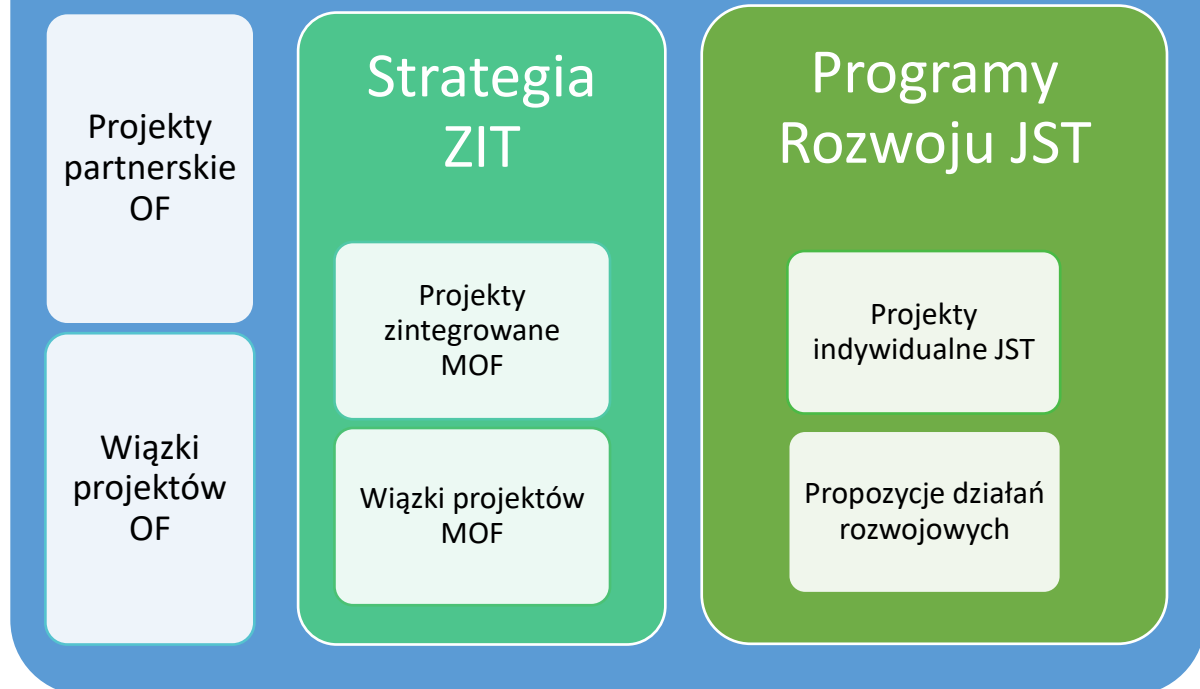 Projekty
partnerskie
OF
Wiązki
projektów
OF
Strategia
ZIT
Projekty
zintegrowane
MOF
Wiązki projektów
MOF
Programy
Rozwoju JST
Projekty
indywidualne JST
Propozycje działań
rozwojowych